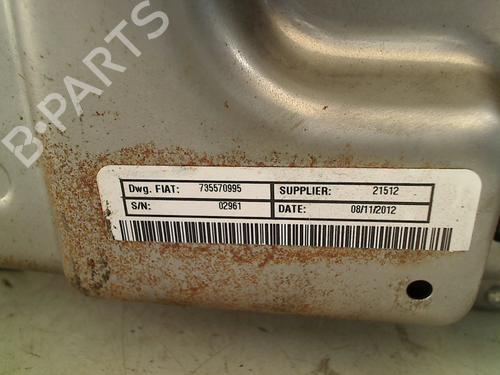 B-PARTS
Dwg. FIAT: 735570995 SUPPLIER: 21512
S/N: 02961 DATE: 08/11/2012